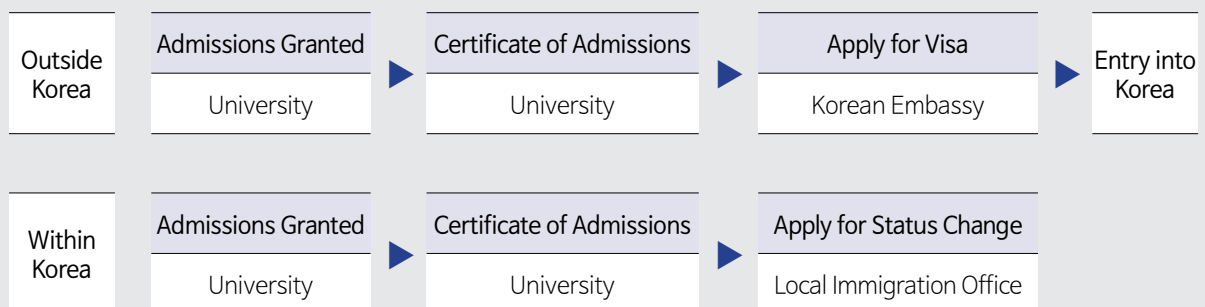 Outside
Korea
Admissions Granted
University
Certificate of Admissions
University
Apply for Visa
Korean Embassy
Entry into
Korea
Within
Korea
Admissions Granted
University
Certificate of Admissions
University
Apply for Status Change
Local Immigration Office